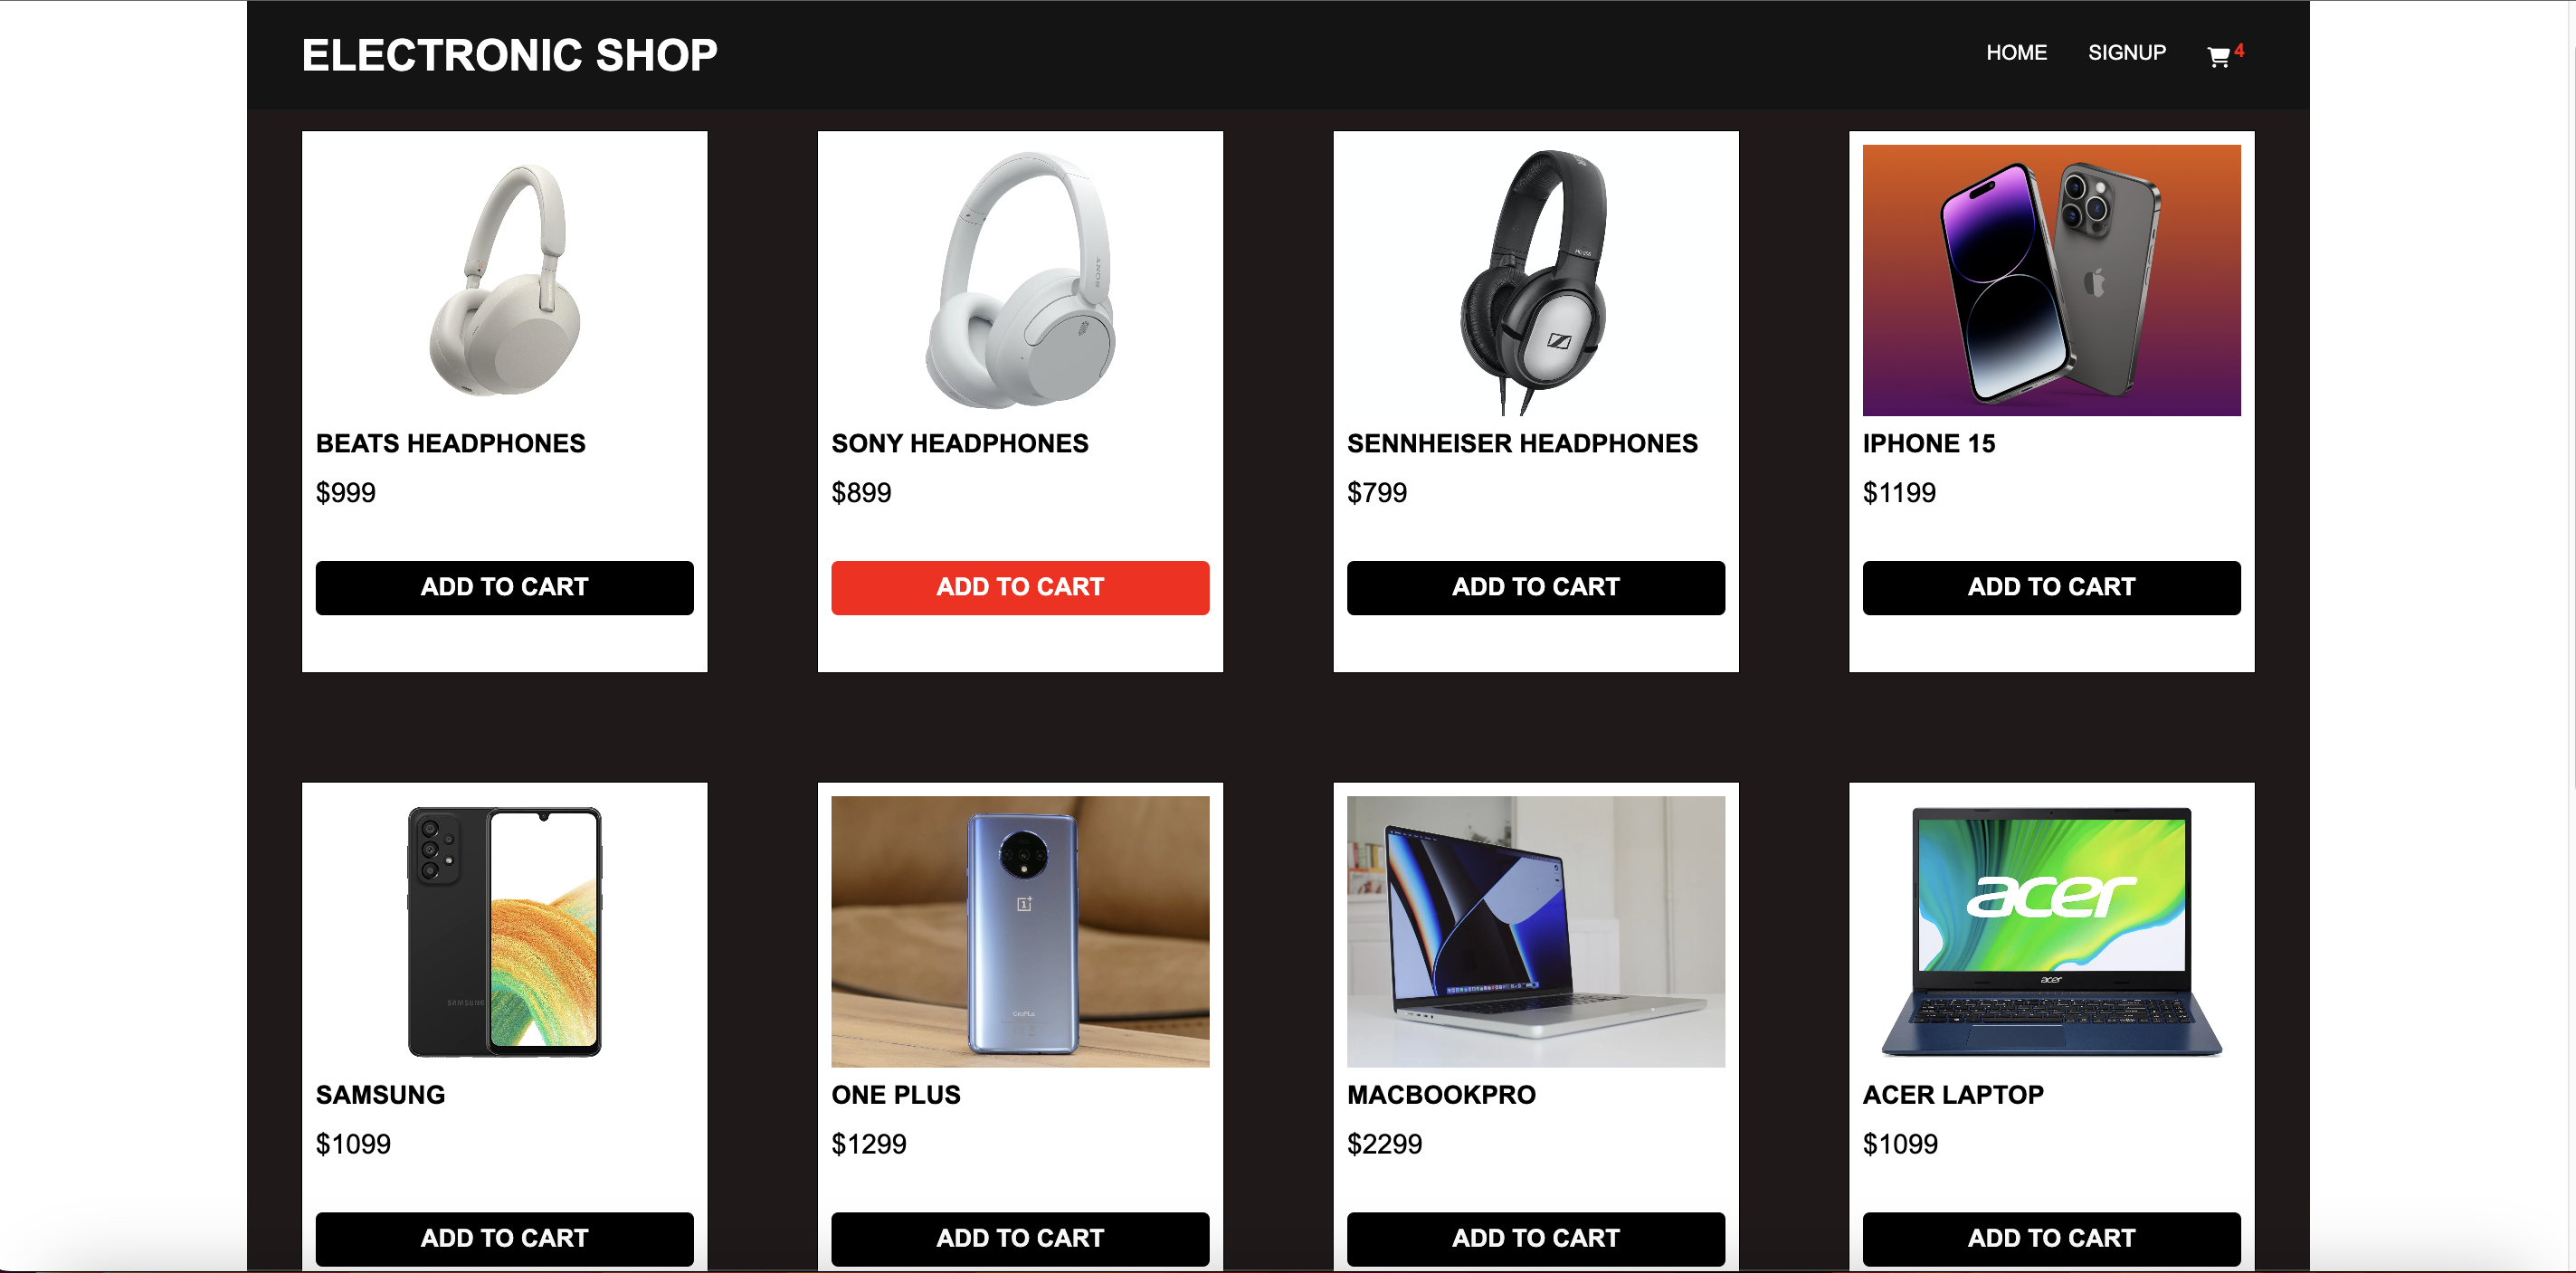 ELECTRONIC SHOP
HOME SIGNUP 4
SONY
BEATS HEADPHONES
$999
ADD TO CART
SONY HEADPHONES
$899
ADD TO CART
SENNHEISER HEADPHONES
$799
ADD TO CART
IPHONE 15
$1199
ADD TO CART
SAMSUNG
SAMSUNG
$1099
ADD TO CART
ONE PLUS
$1299
ADD TO CART
MACBOOKPRO
$2299
ADD TO CART
acer
acer
ACER LAPTOP
$1099
ADD TO CART